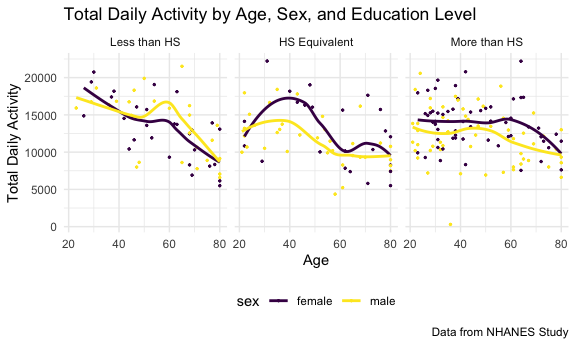 Total Daily Activity by Age, Sex, and Education Level
Less than HS
HS Equivalent
More than HS
Total Daily Activity
20000
15000
10000
5000
0
20 40 60 80
20 40 60 80
20 40 60 80
Age
sex female male
Data from NHANES Study